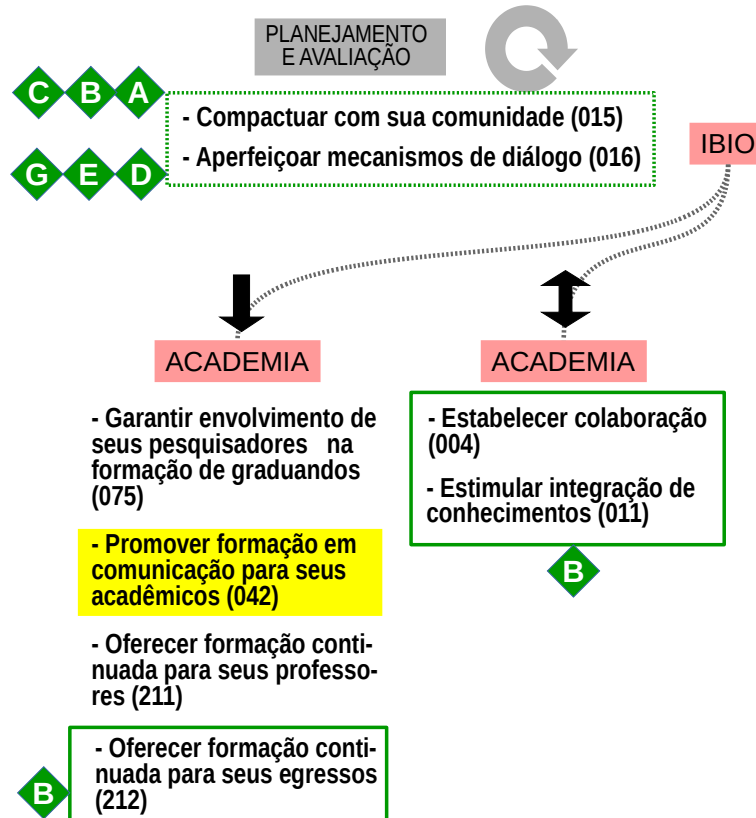 PLANEJAMENTO
E AVALIAÇÃO
C B A
- Compactuar com sua comunidade (015)
- Aperfeiçoar mecanismos de diálogo (016)
G E D
IBIO
ACADEMIA
- Garantir envolvimento de
seus pesquisadores na
formação de graduandos
(075)
- Promover formação em
comunicação para seus
acadêmicos (042)
- Oferecer formação conti-
nuada para seus professo-
res (211)
- Oferecer formação conti-
nuada para seus egressos
(212)
B
ACADEMIA
- Estabelecer colaboração
(004)
- Estimular integração de
conhecimentos (011)
B